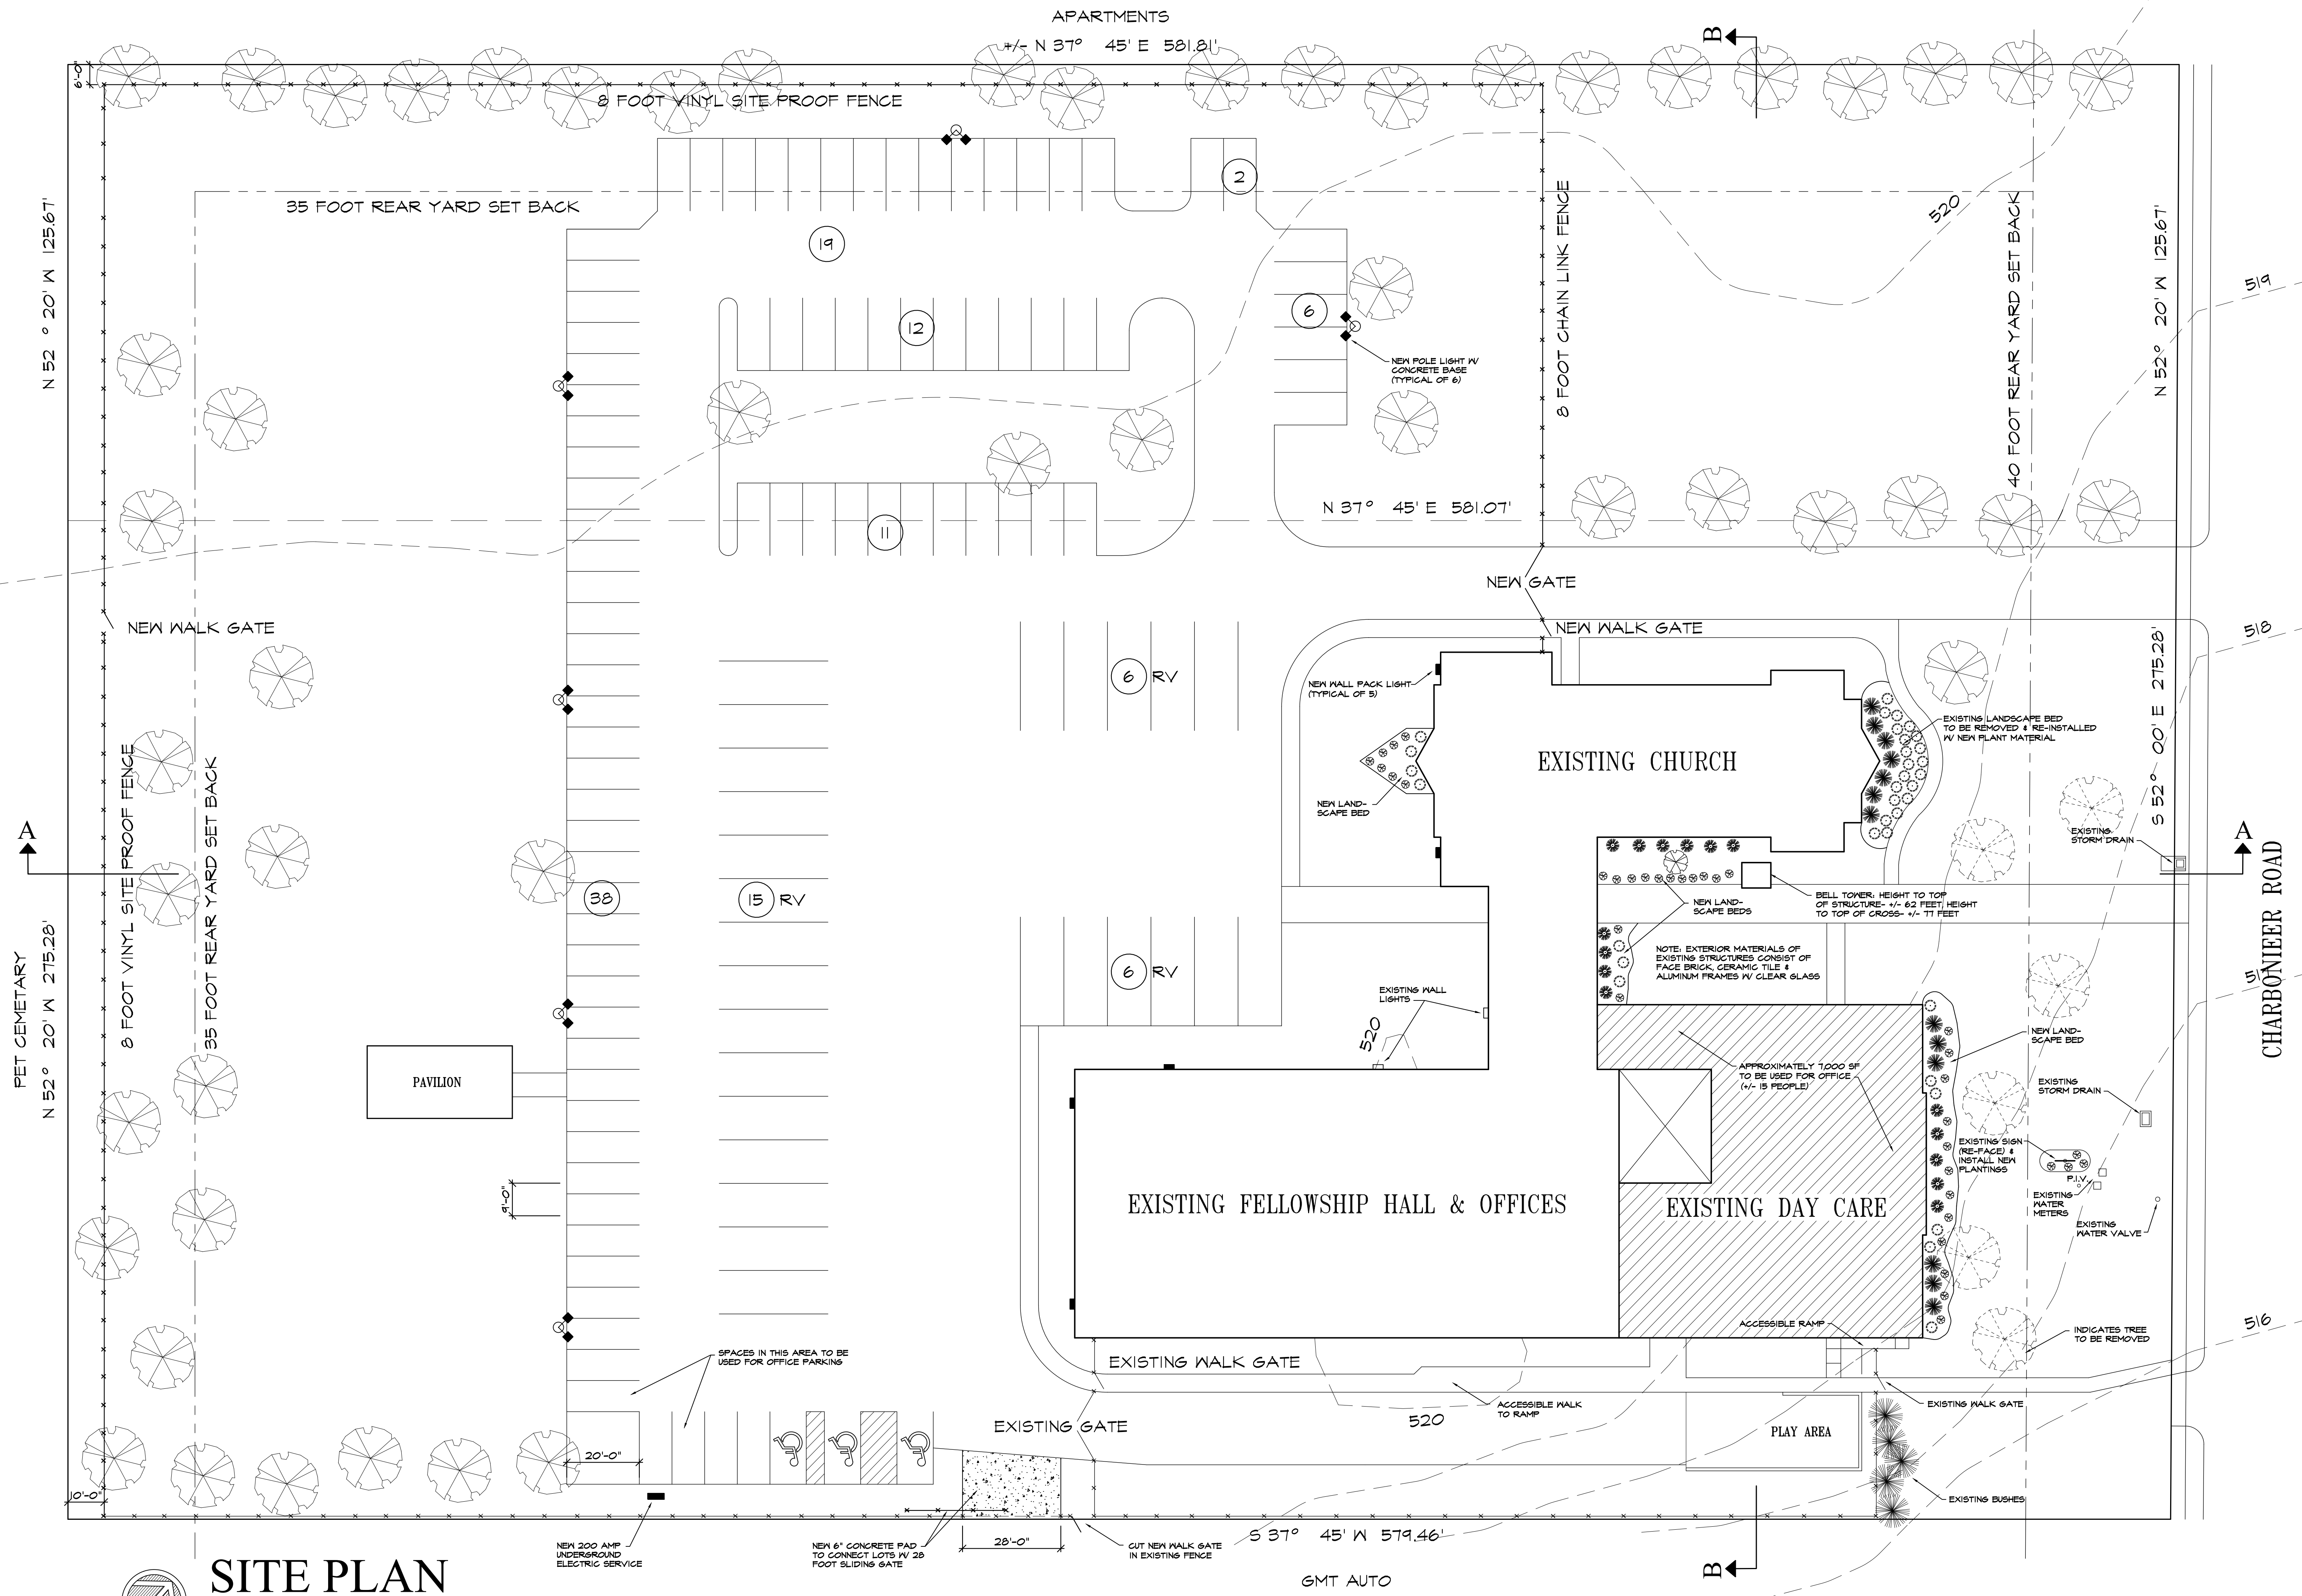 APARTMENTS
+/- N 37° 45' E 581.81'
B
6'-0"
8 FOOT VINYL SITE PROOF FENCE
2
35 FOOT REAR YARD SET BACK
19
N 52° 20' W 125.67'
8 FOOT CHAIN LINK FENCE
520
40 FOOT REAR YARD SET BACK
N 52° 20' W 125.67'
519
12
6
NEW POLE LIGHT W/
CONCRETE BASE
(TYPICAL OF 6)
N 37° 45' E 581.07'
11
NEW GATE
NEW WALK GATE
NEW WALK GATE
518
S 52° 00' E 275.28'
6 RV
NEW WALL PACK LIGHT
(TYPICAL OF 5)
EXISTING LANDSCAPE BED
TO BE REMOVED & RE-INSTALLED
W/ NEW PLANT MATERIAL
EXISTING CHURCH
NEW LAND-
SCAPE BED
8 FOOT VINYL SITE PROOF FENCE
35 FOOT REAR YARD SET BACK
A
EXISTING
STORM DRAIN
A
CHARBONIEER ROAD
38
15 RV
NEW LAND-
SCAPE BEDS
BELL TOWER: HEIGHT TO TOP
OF STRUCTURE- +/- 62 FEET, HEIGHT
TO TOP OF CROSS- +/- 77 FEET
PET CEMETARY
N 52° 20' W 275.28'
6 RV
NOTE: EXTERIOR MATERIALS OF
EXISTING STRUCTURES CONSIST OF
FACE BRICK, CERAMIC TILE &
ALUMINUM FRAMES W/ CLEAR GLASS
EXISTING WALL
LIGHTS
520
NEW LAND-
SCAPE BED
APPROXIMATELY 7,000 SF
TO BE USED FOR OFFICE
(+/- 15 PEOPLE)
PAVILION
EXISTING
STORM DRAIN
EXISTING SIGN
(RE-FACE) &
INSTALL NEW
PLANTINGS
P.I.V.
EXISTING
WATER
METERS
EXISTING
WATER VALVE
9'-0"
EXISTING FELLOWSHIP HALL & OFFICES
EXISTING DAY CARE
516
ACCESSIBLE RAMP
INDICATES TREE
TO BE REMOVED
SPACES IN THIS AREA TO BE
USED FOR OFFICE PARKING
EXISTING WALK GATE
ACCESSIBLE WALK
TO RAMP
EXISTING WALK GATE
EXISTING GATE
520
PLAY AREA
20'-0"
10'-0"
EXISTING BUSHES
S 37° 45' W 579.46'
28'-0"
NEW 200 AMP
UNDERGROUND
ELECTRIC SERVICE
NEW 6" CONCRETE PAD
TO CONNECT LOTS W/ 28
FOOT SLIDING GATE
CUT NEW WALK GATE
IN EXISTING FENCE
B
SITE PLAN
GMT AUTO